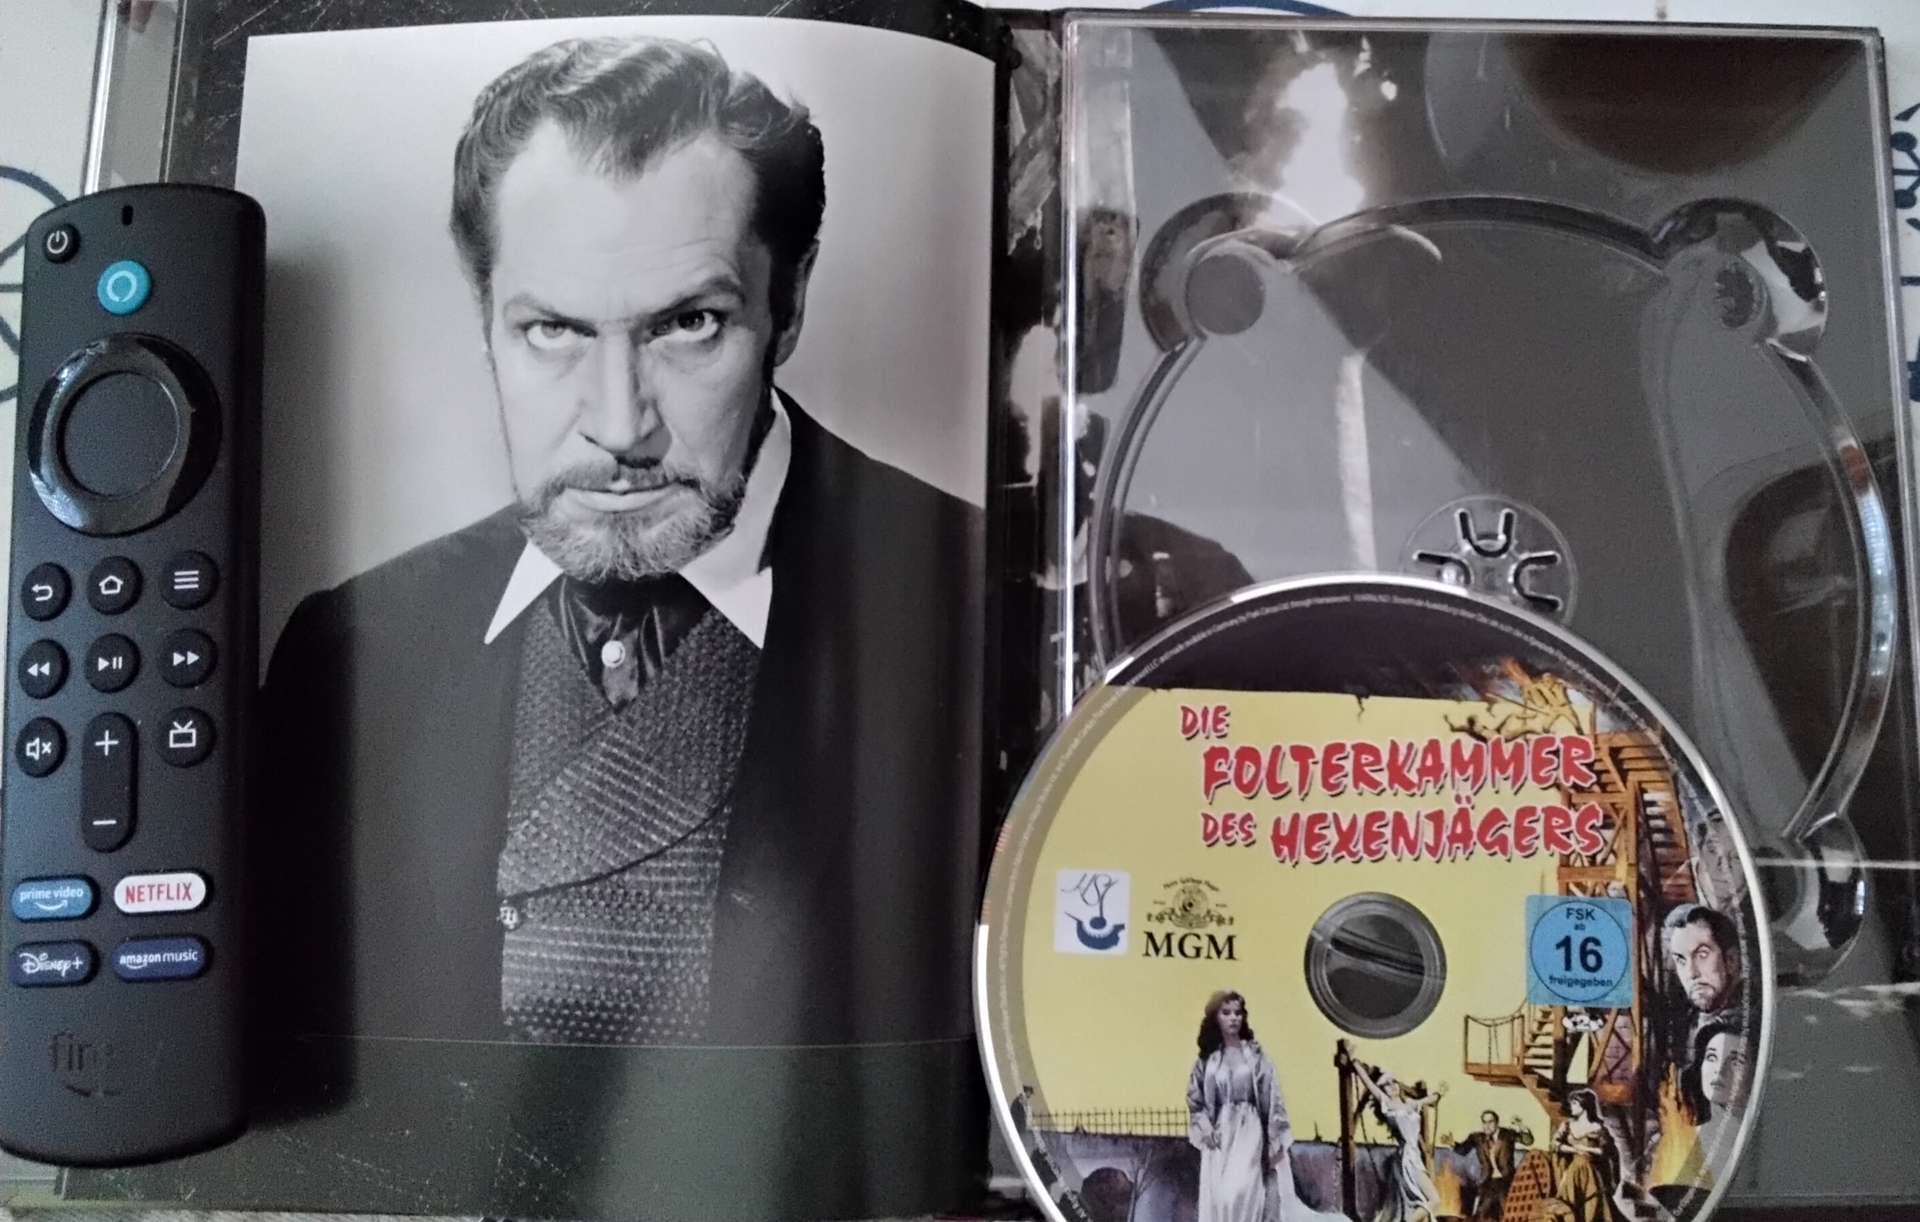 prime video
NETFLIX
Disney+
amazon music
fire
DIE
FOLTERKAMMER
DES HEXENJÄGERS
MGM
FSK
ab
16
freigegeben